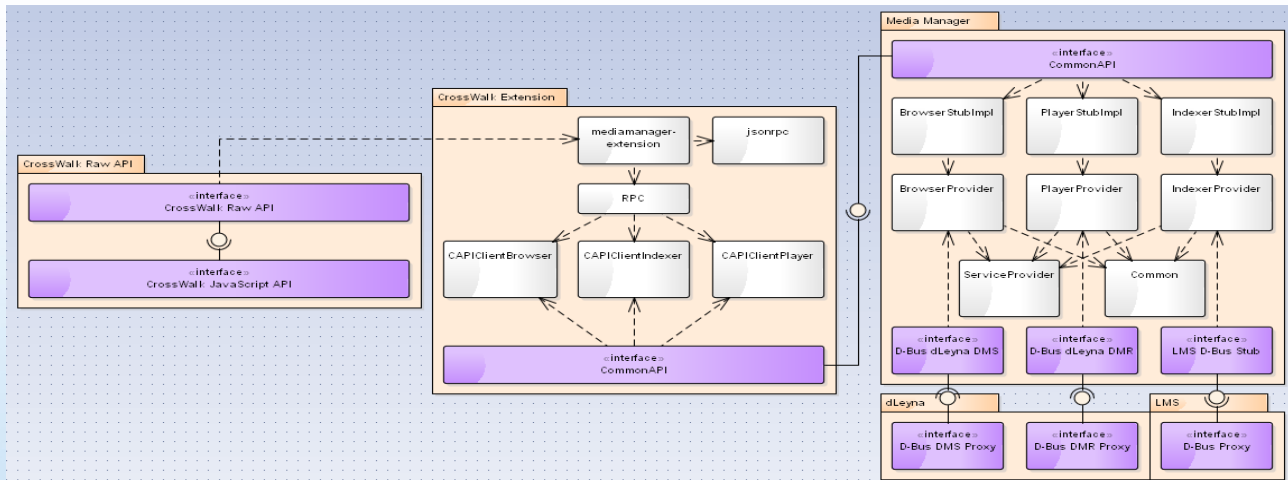 CrossWalk Raw API
«interface»
CrossWalk Raw API
«interface»
CrossWalk JavaScript API
CrossWalk Extension
mediamanager-
extension
jsonrpc
RPC
CAPIClientBrowser
CAPIClientIndexer
CAPIClientPlayer
«interface»
CommonAPI
Media Manager
«interface»
CommonAPI
BrowserStubImpl
PlayerStubImpl
IndexerStubImpl
BrowserProvider
PlayerProvider
IndexerProvider
ServiceProvider
Common
«interface»
D-Bus dLeyna DMS
«interface»
D-Bus dLeyna DMR
«interface»
LMS D-Bus Stub
dLeyna
«interface»
D-Bus DMS Proxy
«interface»
D-Bus DMR Proxy
LMS
«interface»
D-Bus Proxy